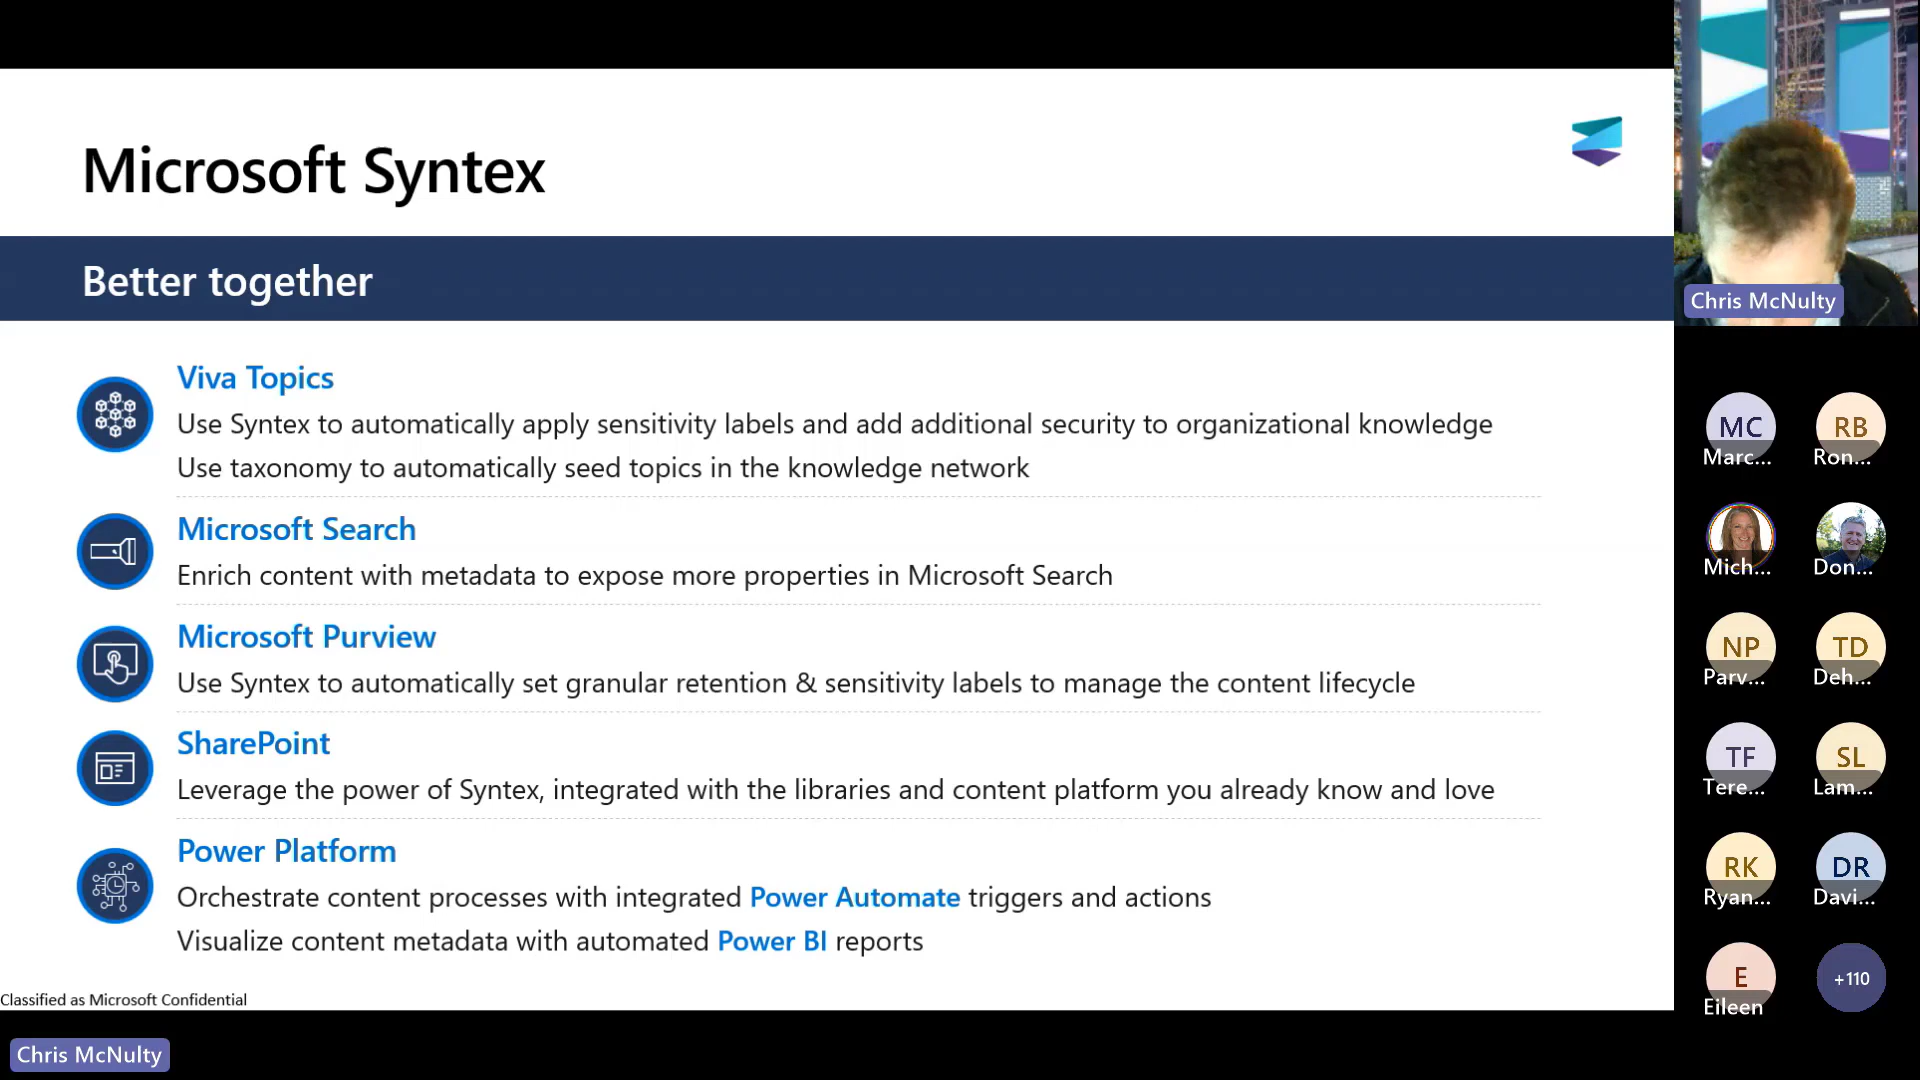 Microsoft Syntex
Better together
Viva Topics
Use Syntex to automatically apply sensitivity labels and add additional security to organizational knowledge
Use taxonomy to automatically seed topics in the knowledge network
Microsoft Search
Enrich content with metadata to expose more properties in Microsoft Search
Microsoft Purview
Use Syntex to automatically set granular retention & sensitivity labels to manage the content lifecycle
SharePoint
Leverage the power of Syntex, integrated with the libraries and content platform you already know and love
Power Platform
Orchestrate content processes with integrated Power Automate triggers and actions
Visualize content metadata with automated Power BI reports
Classified as Microsoft Confidential
Chris McNulty
Chris McNulty
MC
Marc...
RB
Ron...
Mich...
Don...
NP
Parv...
TD
Deh...
TF
Tere...
SL
Lam...
RK
Ryan...
DR
Davi...
E
Eileen
+110